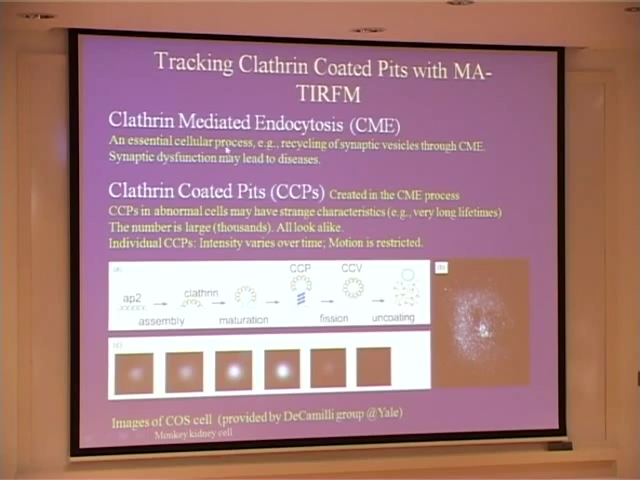 Tracking Clathrin Coated Pits with MA-
TIRFM
Clathrin Mediated Endocytosis (CME)
An essential cellular process, e.g., recycling of synaptic vesicles through CME.
Synaptic dysfunction may lead to diseases.
Clathrin Coated Pits (CCPs) Created in the CME process
CCPs in abnormal cells may have strange characteristics (e.g., very long lifetimes)
The number is large (thousands). All look alike.
Individual CCPs: Intensity varies over time; Motion is restricted.
(a)
(b)
CCP CCV
ap2 clathrin
assembly maturation fission uncoating
(c)
Images of COS cell (provided by DeCamilli group @Yale)
Monkey kidney cell